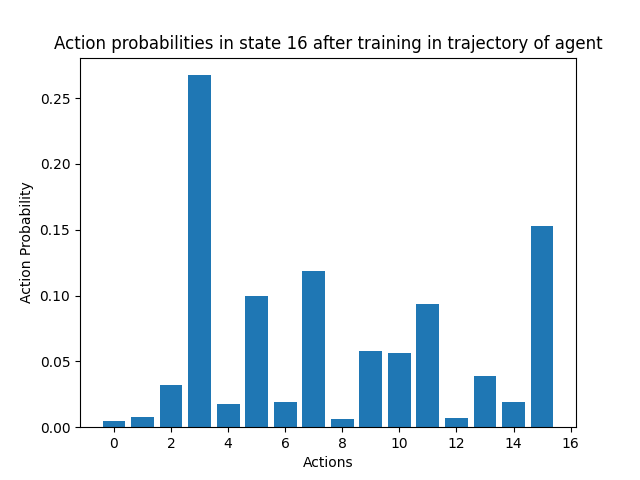 Action probabilities in state 16 after training in trajectory of agent
0.25
0.20
0.15
0.10
0.05
0.00
Action Probability
0 2 4 6 8 10 12 14 16
Actions